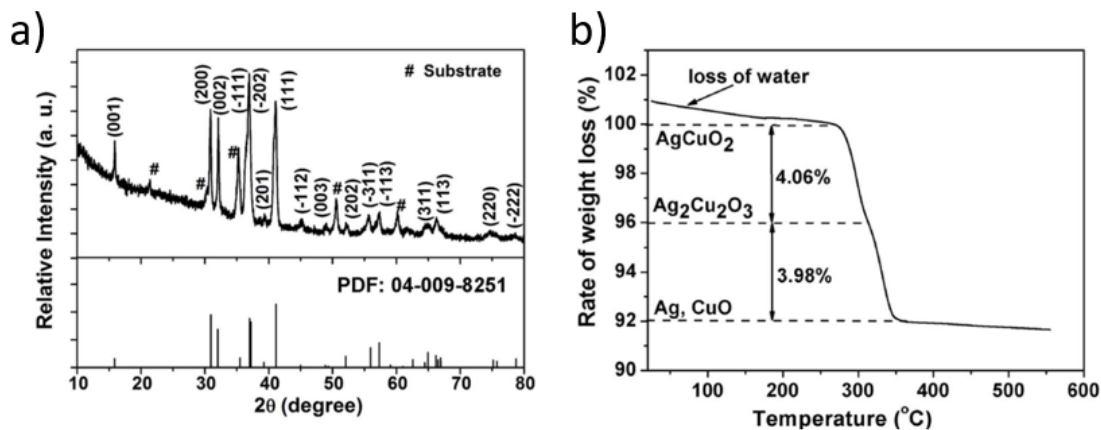 a)
# Substrate
(001)
#
#
(200)
(002)
#
(-111)
(-202)
(201)
(111)
(-112)
(003)
#
(202)
(-311)
(-113)
#
(311)
(113)
(220)
(-222)
PDF: 04-009-8251
Relative Intensity (a. u.)
10 20 30 40 50 60 70 80
2θ (degree)
b)
loss of water
AgCuO2
4.06%
Ag2Cu2O3
3.98%
Ag, CuO
Rate of weight loss (%)
102
100
98
96
94
92
90
100 200 300 400 500 600
Temperature (°C)